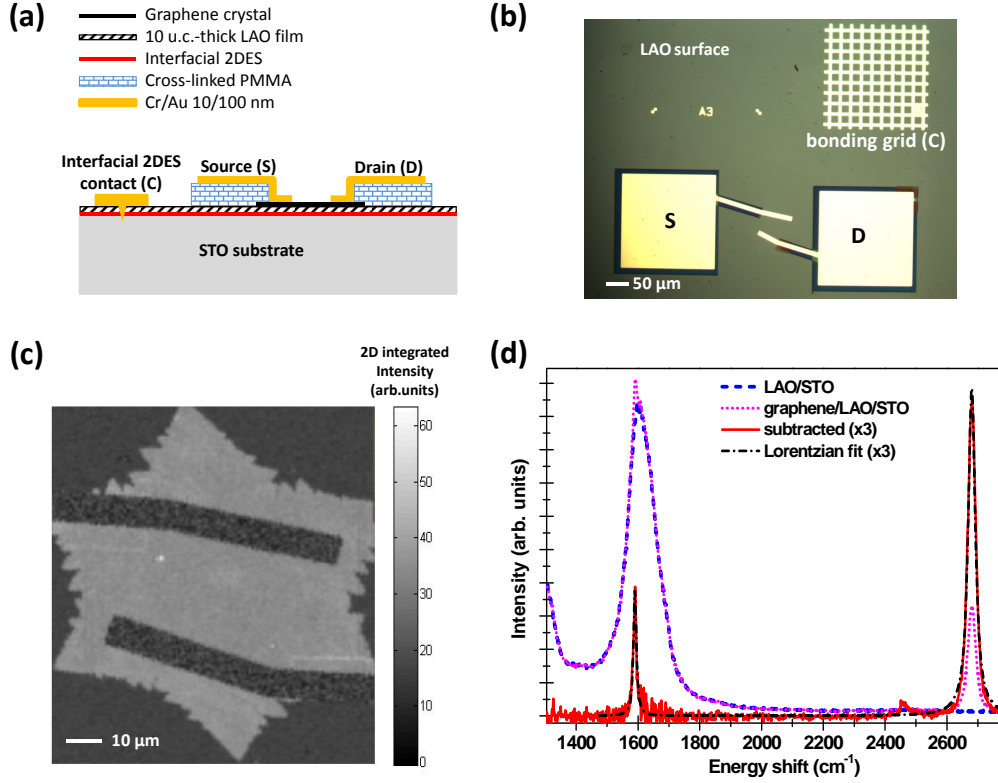 (a)
Graphene crystal
10 u.c.-thick LAO film
Interfacial 2DES
Cross-linked PMMA
Cr/Au 10/100 nm
Interfacial 2DES
contact (C)
Source (S)
Drain (D)
STO substrate
(b)
LAO surface
A3
bonding grid (C)
S
D
50 µm
(c)
2D integrated
Intensity
(arb.units)
60
50
40
30
20
10
0
10 µm
(d)
LAO/STO
graphene/LAO/STO
subtracted (x3)
Lorentzian fit (x3)
Intensity (arb. units)
1400 1600 1800 2000 2200 2400 2600
Energy shift (cm⁻¹)